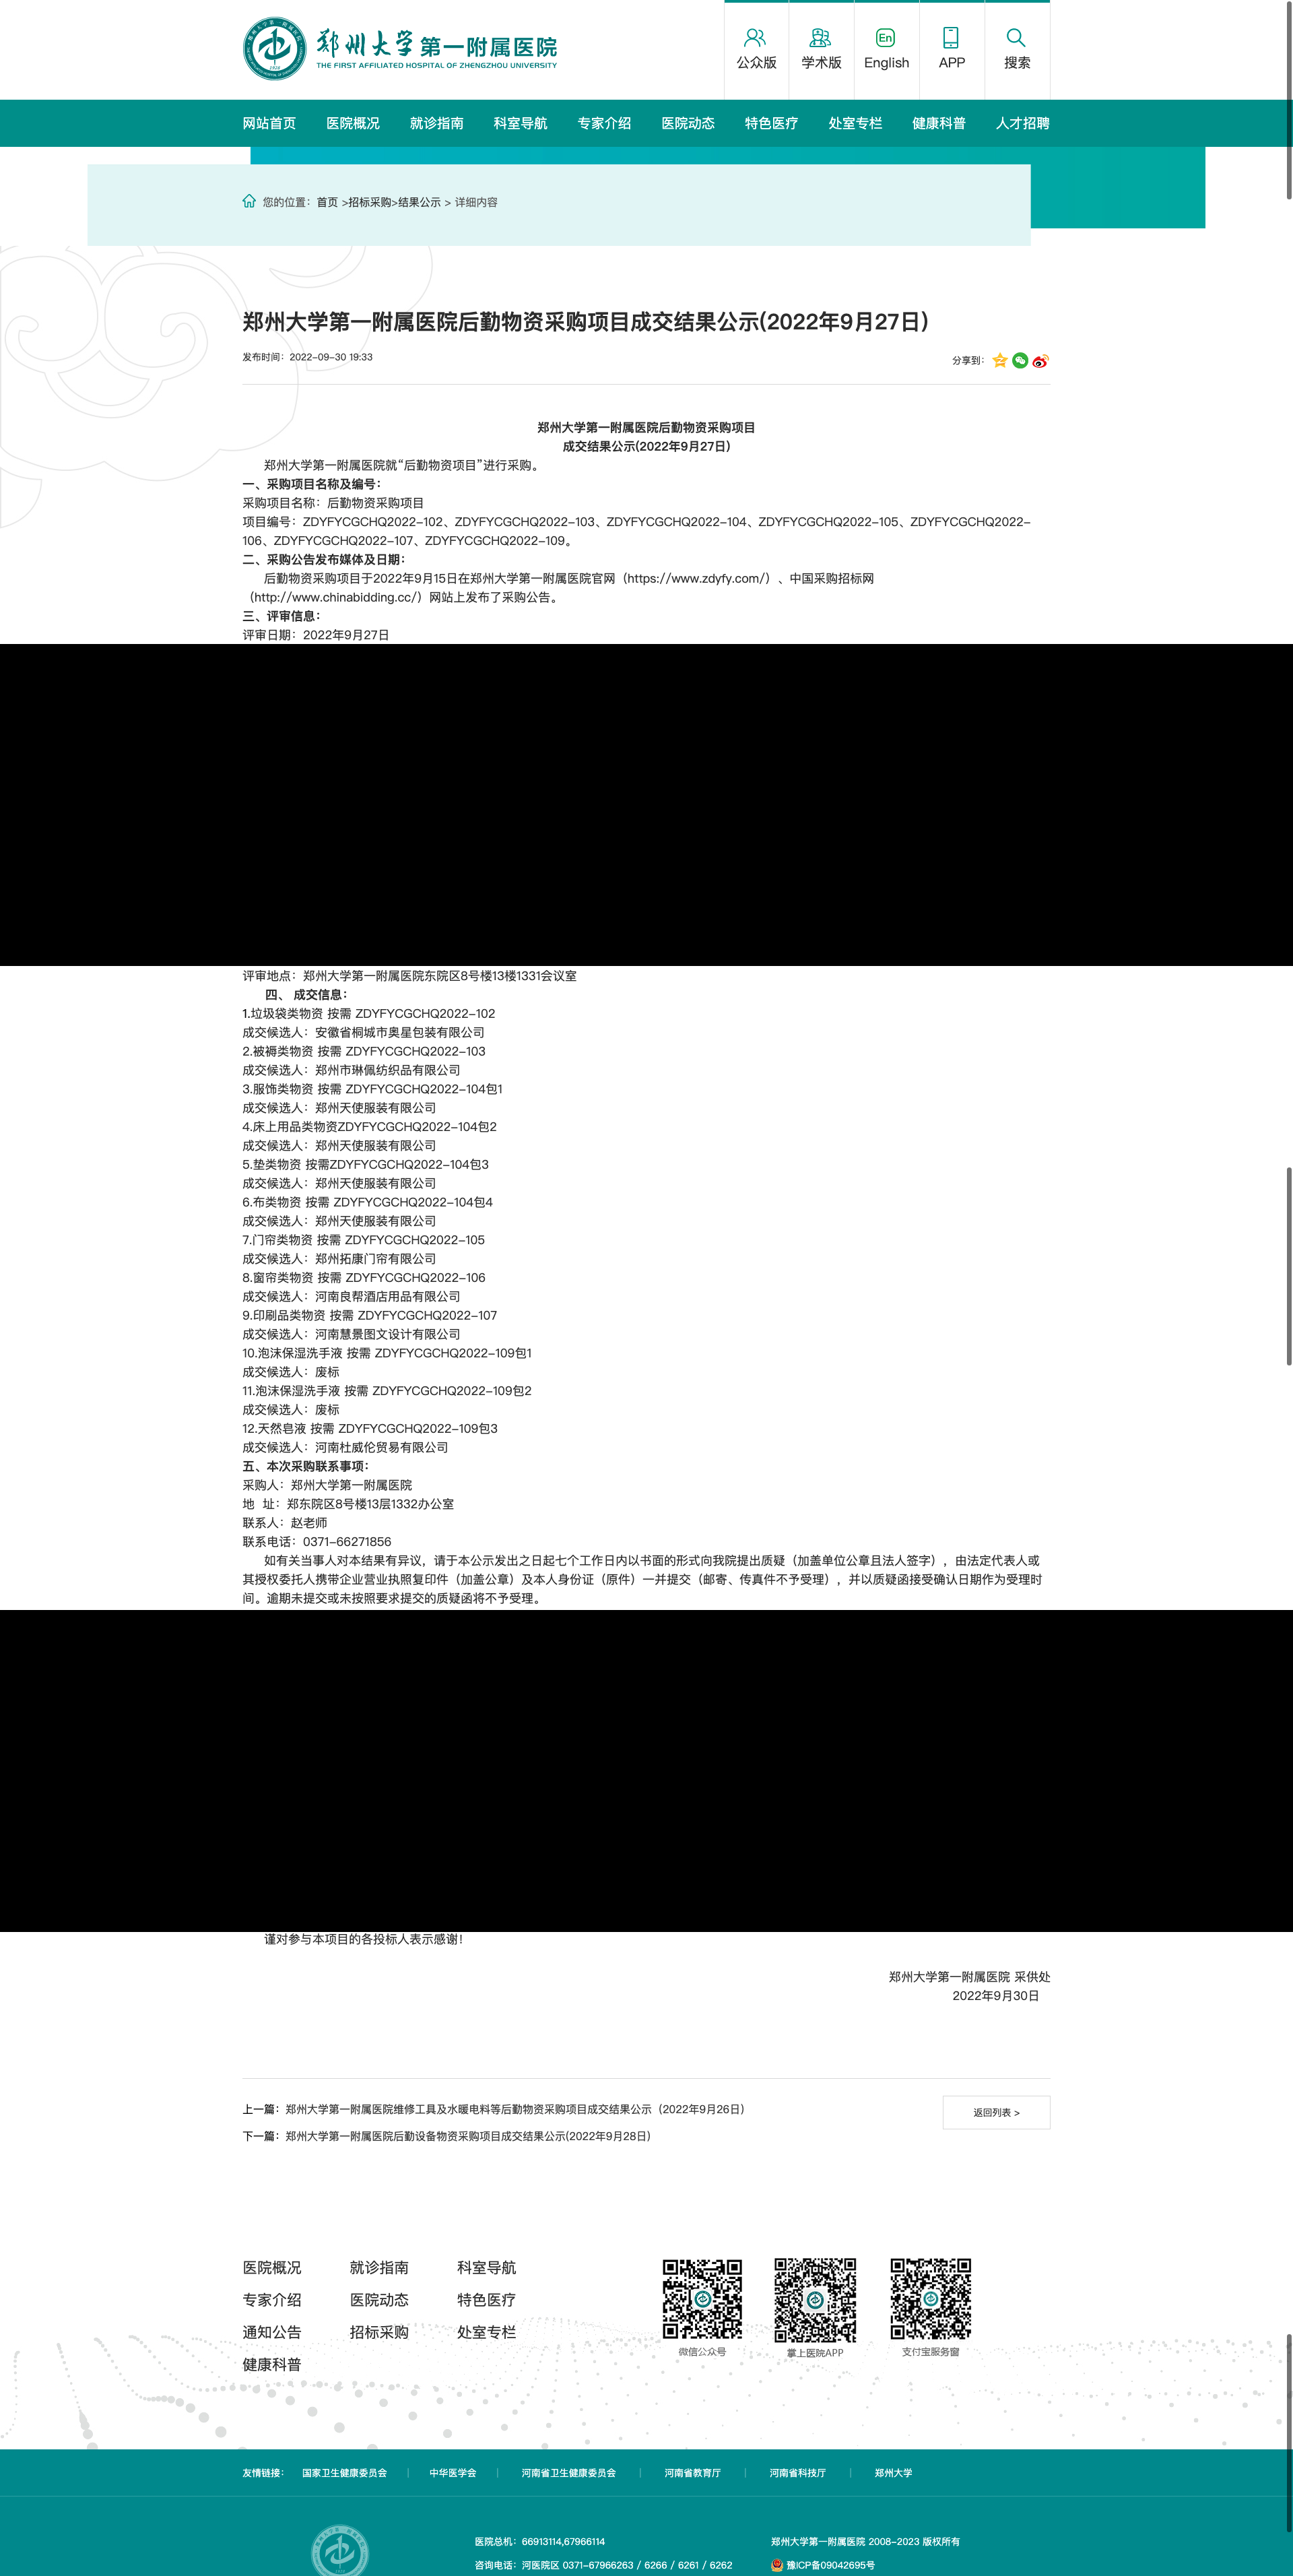 郑州大学第一附属医院
THE FIRST AFFILIATED HOSPITAL OF ZHENGZHOU UNIVERSITY
公众版 学术版 English APP 搜索
网站首页 医院概况 就诊指南 科室导航 专家介绍 医院动态 特色医疗 处室专栏 健康科普 人才招聘
您的位置：首页 >招标采购>结果公示 > 详细内容
郑州大学第一附属医院后勤物资采购项目成交结果公示(2022年9月27日)
发布时间：2022-09-30 19:33
分享到：
郑州大学第一附属医院后勤物资采购项目
成交结果公示(2022年9月27日)
郑州大学第一附属医院就“后勤物资项目”进行采购。
一、采购项目名称及编号：
采购项目名称：后勤物资采购项目
项目编号：ZDYFYCGCHQ2022-102、ZDYFYCGCHQ2022-103、ZDYFYCGCHQ2022-104、ZDYFYCGCHQ2022-105、ZDYFYCGCHQ2022-
106、ZDYFYCGCHQ2022-107、ZDYFYCGCHQ2022-109。
二、采购公告发布媒体及日期：
后勤物资采购项目于2022年9月15日在郑州大学第一附属医院官网（https://www.zdyfy.com/）、中国采购招标网
（http://www.chinabidding.cc/）网站上发布了采购公告。
三、评审信息：
评审日期：2022年9月27日
评审地点：郑州大学第一附属医院东院区8号楼13楼1331会议室
四、 成交信息：
1.垃圾袋类物资 按需 ZDYFYCGCHQ2022-102
成交候选人：安徽省桐城市奥星包装有限公司
2.被褥类物资 按需 ZDYFYCGCHQ2022-103
成交候选人：郑州市琳佩纺织品有限公司
3.服饰类物资 按需 ZDYFYCGCHQ2022-104包1
成交候选人：郑州天使服装有限公司
4.床上用品类物资ZDYFYCGCHQ2022-104包2
成交候选人：郑州天使服装有限公司
5.垫类物资 按需ZDYFYCGCHQ2022-104包3
成交候选人：郑州天使服装有限公司
6.布类物资 按需 ZDYFYCGCHQ2022-104包4
成交候选人：郑州天使服装有限公司
7.门帘类物资 按需 ZDYFYCGCHQ2022-105
成交候选人：郑州拓康门帘有限公司
8.窗帘类物资 按需 ZDYFYCGCHQ2022-106
成交候选人：河南良帮酒店用品有限公司
9.印刷品类物资 按需 ZDYFYCGCHQ2022-107
成交候选人：河南慧景图文设计有限公司
10.泡沫保湿洗手液 按需 ZDYFYCGCHQ2022-109包1
成交候选人：废标
11.泡沫保湿洗手液 按需 ZDYFYCGCHQ2022-109包2
成交候选人：废标
12.天然皂液 按需 ZDYFYCGCHQ2022-109包3
成交候选人：河南杜威伦贸易有限公司
五、本次采购联系事项：
采购人：郑州大学第一附属医院
地 址：郑东院区8号楼13层1332办公室
联系人：赵老师
联系电话：0371-66271856
如有关当事人对本结果有异议，请于本公示发出之日起七个工作日内以书面的形式向我院提出质疑（加盖单位公章且法人签字），由法定代表人或
其授权委托人携带企业营业执照复印件（加盖公章）及本人身份证（原件）一并提交（邮寄、传真件不予受理），并以质疑函接受确认日期作为受理时
间。逾期未提交或未按照要求提交的质疑函将不予受理。
谨对参与本项目的各投标人表示感谢！
郑州大学第一附属医院 采供处
2022年9月30日
上一篇：郑州大学第一附属医院维修工具及水暖电料等后勤物资采购项目成交结果公示（2022年9月26日）
返回列表 >
下一篇：郑州大学第一附属医院后勤设备物资采购项目成交结果公示(2022年9月28日)
医院概况 就诊指南 科室导航
专家介绍 医院动态 特色医疗
通知公告 招标采购 处室专栏
健康科普
微信公众号 掌上医院APP 支付宝服务窗
友情链接： 国家卫生健康委员会 | 中华医学会 | 河南省卫生健康委员会 | 河南省教育厅 | 河南省科技厅 | 郑州大学
医院总机：66913114,67966114
郑州大学第一附属医院 2008-2023 版权所有
咨询电话：河医院区 0371-67966263 / 6266 / 6261 / 6262
豫ICP备09042695号